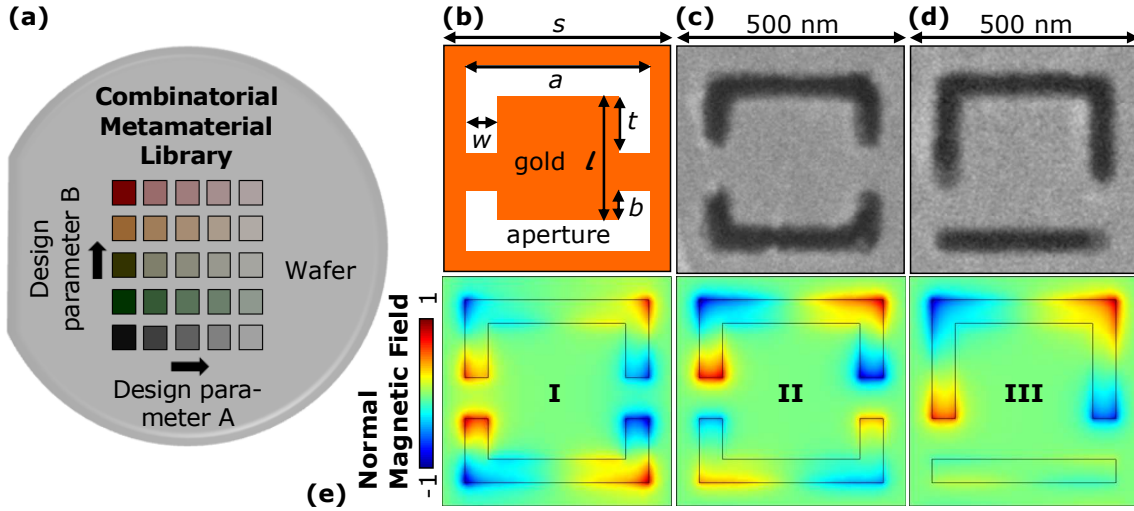 (a)
Combinatorial
Metamaterial
Library
Design
parameter B
Wafer
Design para-
meter A
(b)
s
a
w
t
gold
l
b
aperture
(c)
500 nm
(d)
500 nm
(e)
Normal
Magnetic Field
-1
1
I
II
III